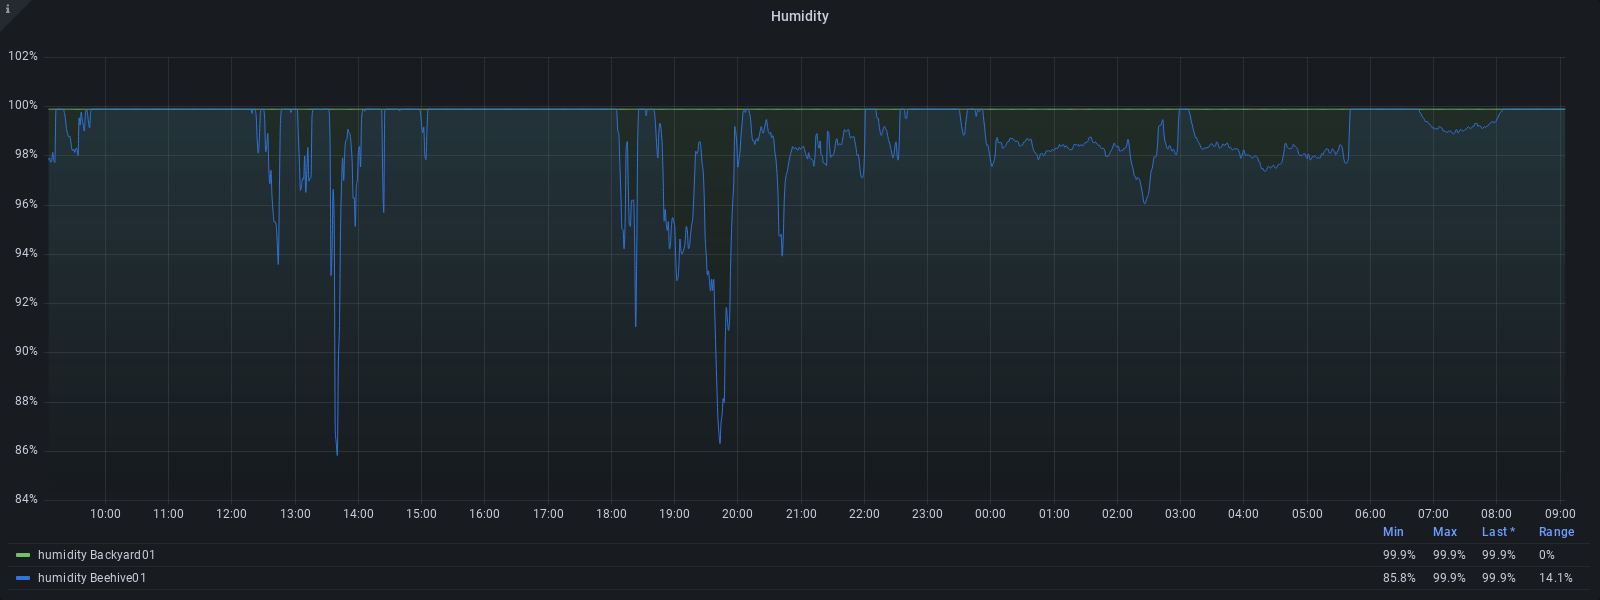 i
Humidity
102%
100%
98%
96%
94%
92%
90%
88%
86%
84%
10:00 11:00 12:00 13:00 14:00 15:00 16:00 17:00 18:00 19:00 20:00 21:00 22:00 23:00 00:00 01:00 02:00 03:00 04:00 05:00 06:00 07:00 08:00 09:00
Min Max Last * Range
humidity Backyard01 99.9% 99.9% 99.9% 0%
humidity Beehive01 85.8% 99.9% 99.9% 14.1%